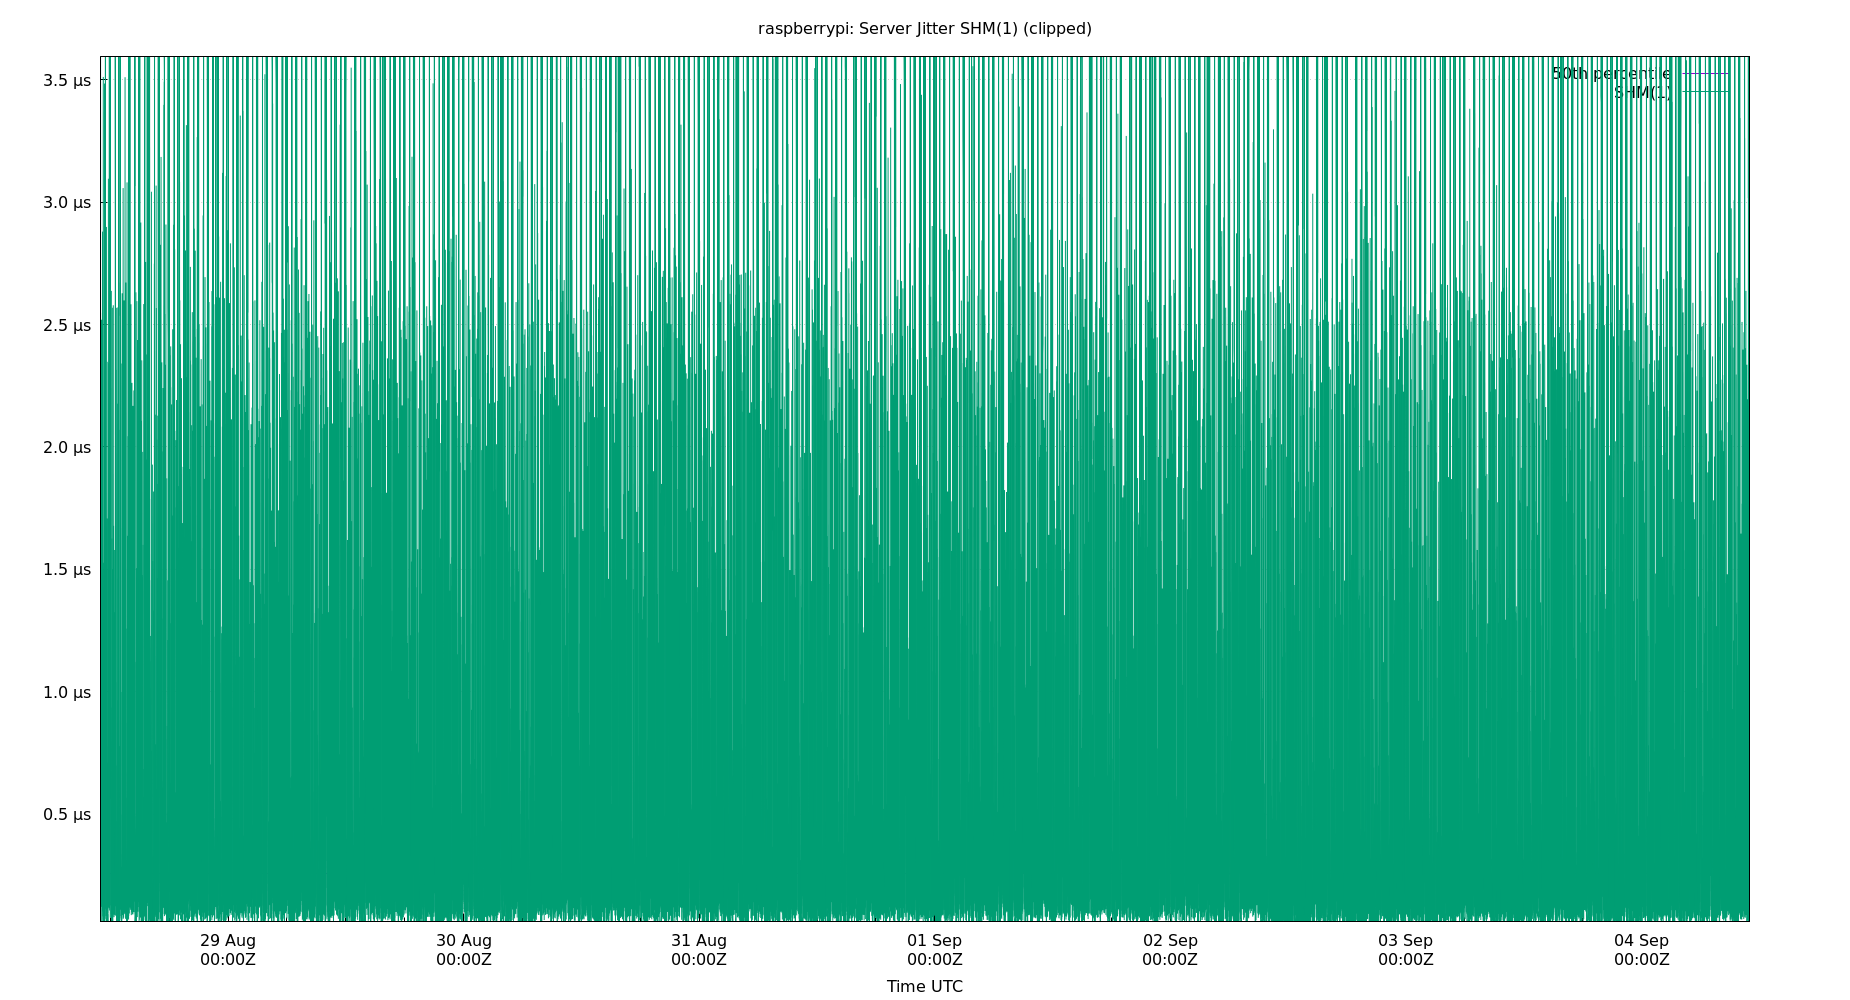 raspberrypi: Server Jitter SHM(1) (clipped)
50th percentile
SHM(1)
3.5 µs
3.0 µs
2.5 µs
2.0 µs
1.5 µs
1.0 µs
0.5 µs
29 Aug 30 Aug 31 Aug 01 Sep 02 Sep 03 Sep 04 Sep
00:00Z 00:00Z 00:00Z 00:00Z 00:00Z 00:00Z 00:00Z
Time UTC